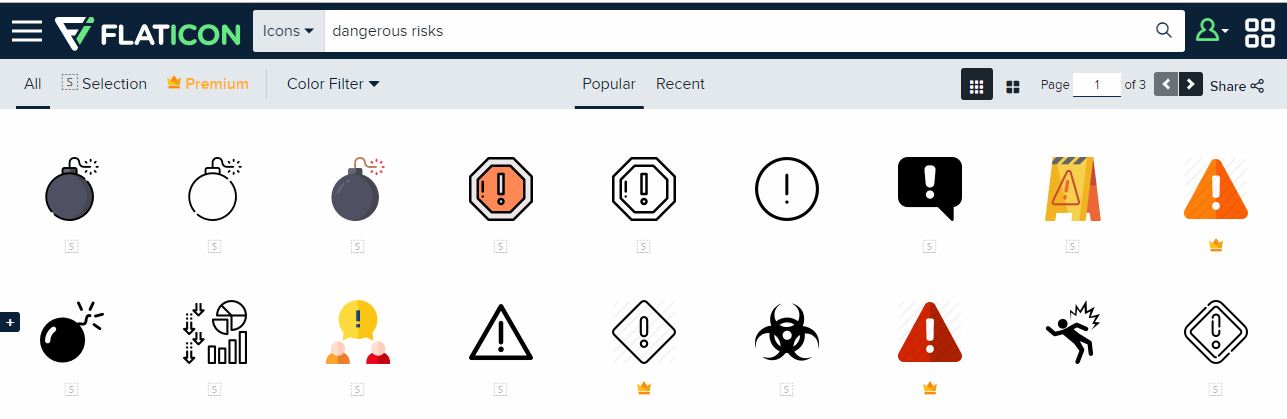 FLATICON Icons dangerous risks
All S Selection Premium Color Filter Popular Recent Page 1 of 3 Share
S S S S S S S
S S S S S S